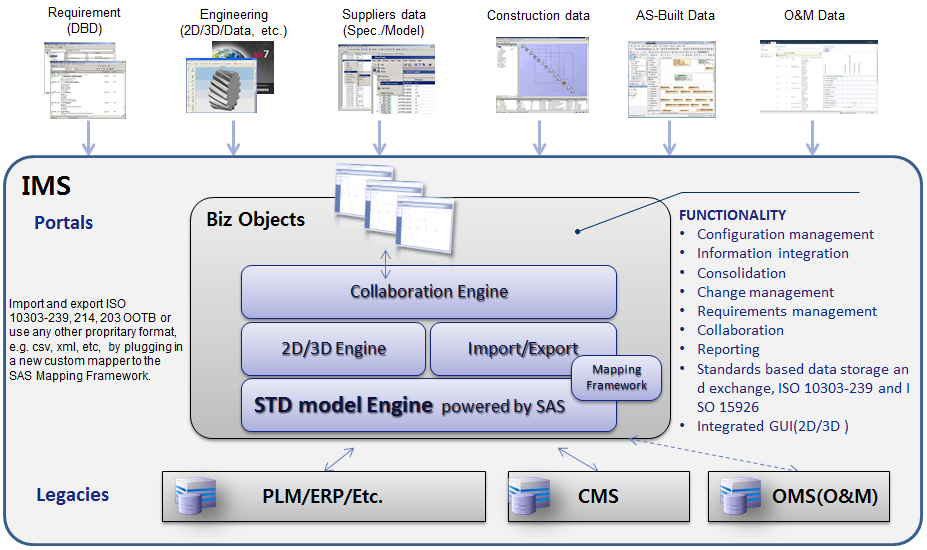 Requirement
(DBD)
Engineering
(2D/3D/Data, etc.)
Suppliers data
(Spec./Model)
Construction data
AS-Built Data
O&M Data
IMS
Portals
Biz Objects
Import and export ISO
10303-239, 214, 203 OOTB or
use any other propritary format,
e.g. csv, xml, etc, by plugging in
a new custom mapper to the
SAS Mapping Framework.
Collaboration Engine
2D/3D Engine
Import/Export
Mapping
Framework
STD model Engine powered by SAS
FUNCTIONALITY
• Configuration management
• Information integration
• Consolidation
• Change management
• Requirements management
• Collaboration
• Reporting
• Standards based data storage an
d exchange, ISO 10303-239 and I
SO 15926
• Integrated GUI(2D/3D )
Legacies
PLM/ERP/Etc.
CMS
OMS(O&M)